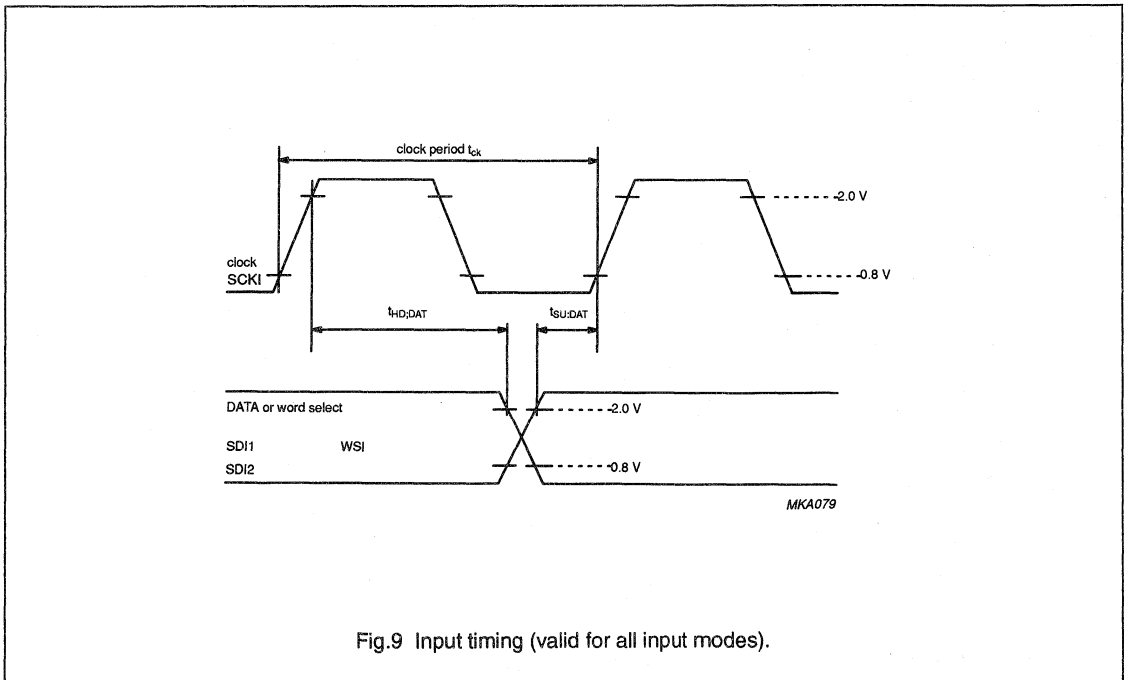 clock period tck
2.0 V
clock
SCKI
0.8 V
tHD;DAT
tSU:DAT
DATA or word select
2.0 V
SDI1 WSI
SDI2
0.8 V
MKA079
Fig.9 Input timing (valid for all input modes).